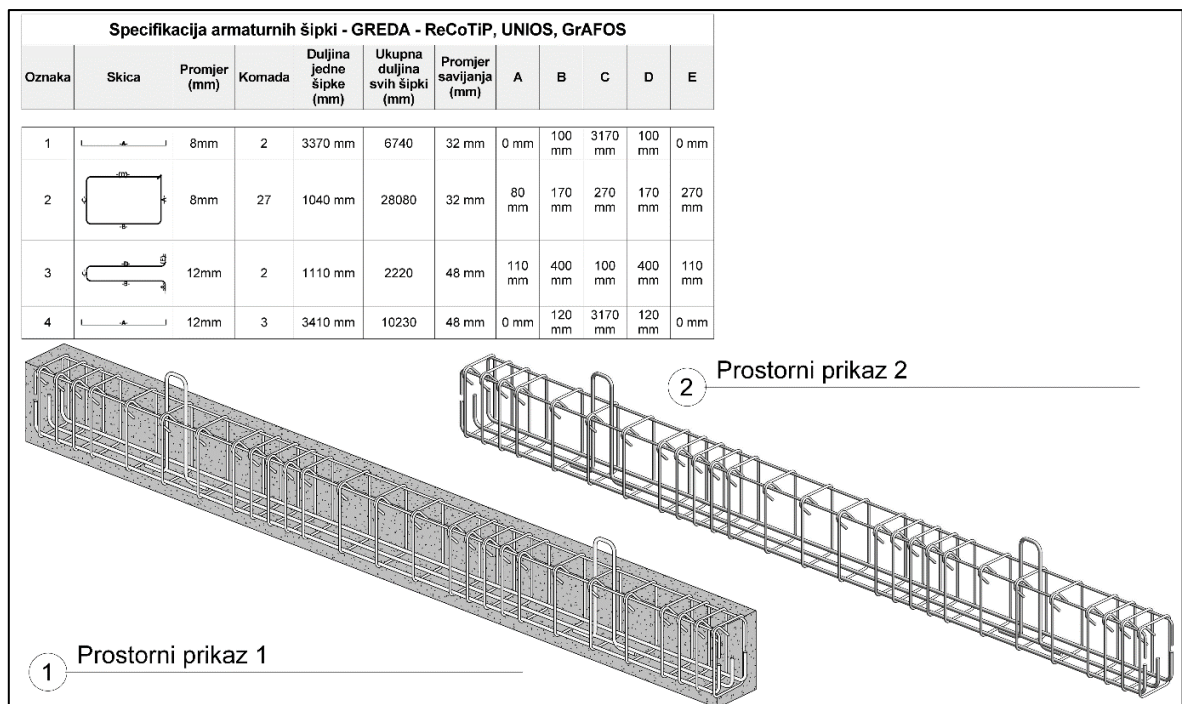 Specifikacija armaturnih šipki - GREDA - ReCoTiP, UNIOS, GrAFOS
Oznaka Skica Promjer (mm) Komada Duljina jedne šipke (mm) Ukupna duljina svih šipki (mm) Promjer savijanja (mm) A B C D E
1 -A- 8mm 2 3370 mm 6740 32 mm 0 mm 100 mm 3170 mm 100 mm 0 mm
2 8mm 27 1040 mm 28080 32 mm 80 mm 170 mm 270 mm 170 mm 270 mm
3 12mm 2 1110 mm 2220 48 mm 110 mm 400 mm 100 mm 400 mm 110 mm
4 -A- 12mm 3 3410 mm 10230 48 mm 0 mm 120 mm 3170 mm 120 mm 0 mm
2 Prostorni prikaz 2
1 Prostorni prikaz 1